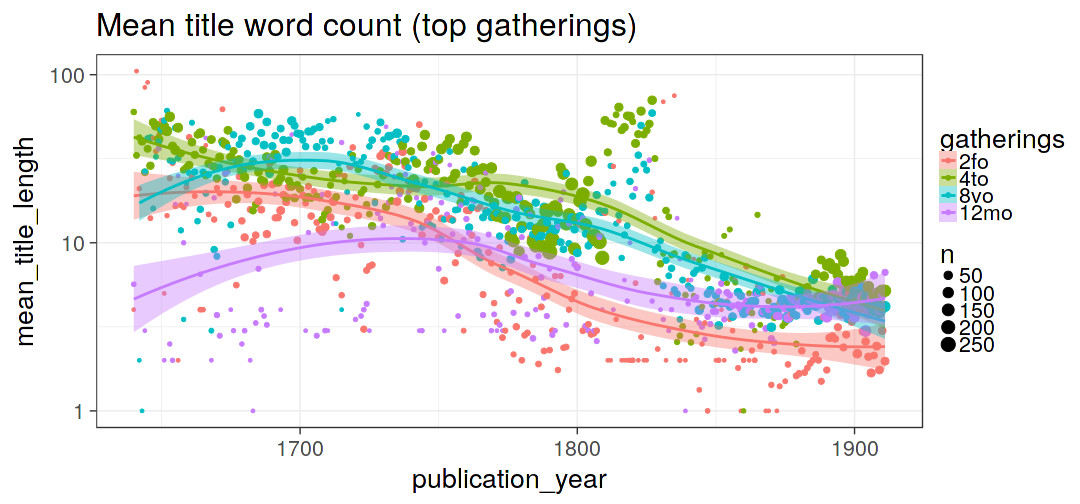 Mean title word count (top gatherings)
mean_title_length
100
10
1
1700
1800
1900
publication_year
gatherings
2fo
4to
8vo
12mo
n
50
100
150
200
250